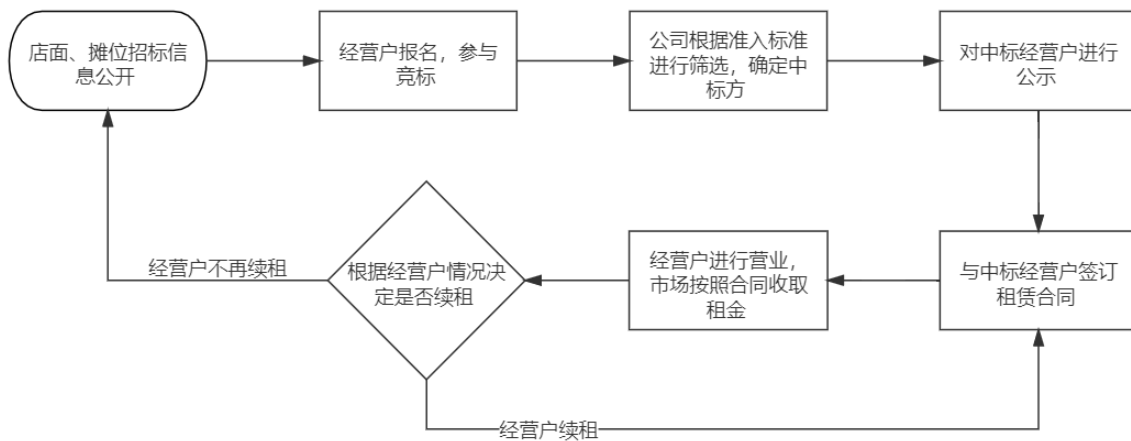 店面、摊位招标信
息公开
经营户报名，参与
竞标
公司根据准入标准
进行筛选，确定中
标方
对中标经营户进行
公示
经营户不再续租
根据经营户情况决
定是否续租
经营户进行营业，
市场按照合同收取
租金
与中标经营户签订
租赁合同
经营户续租